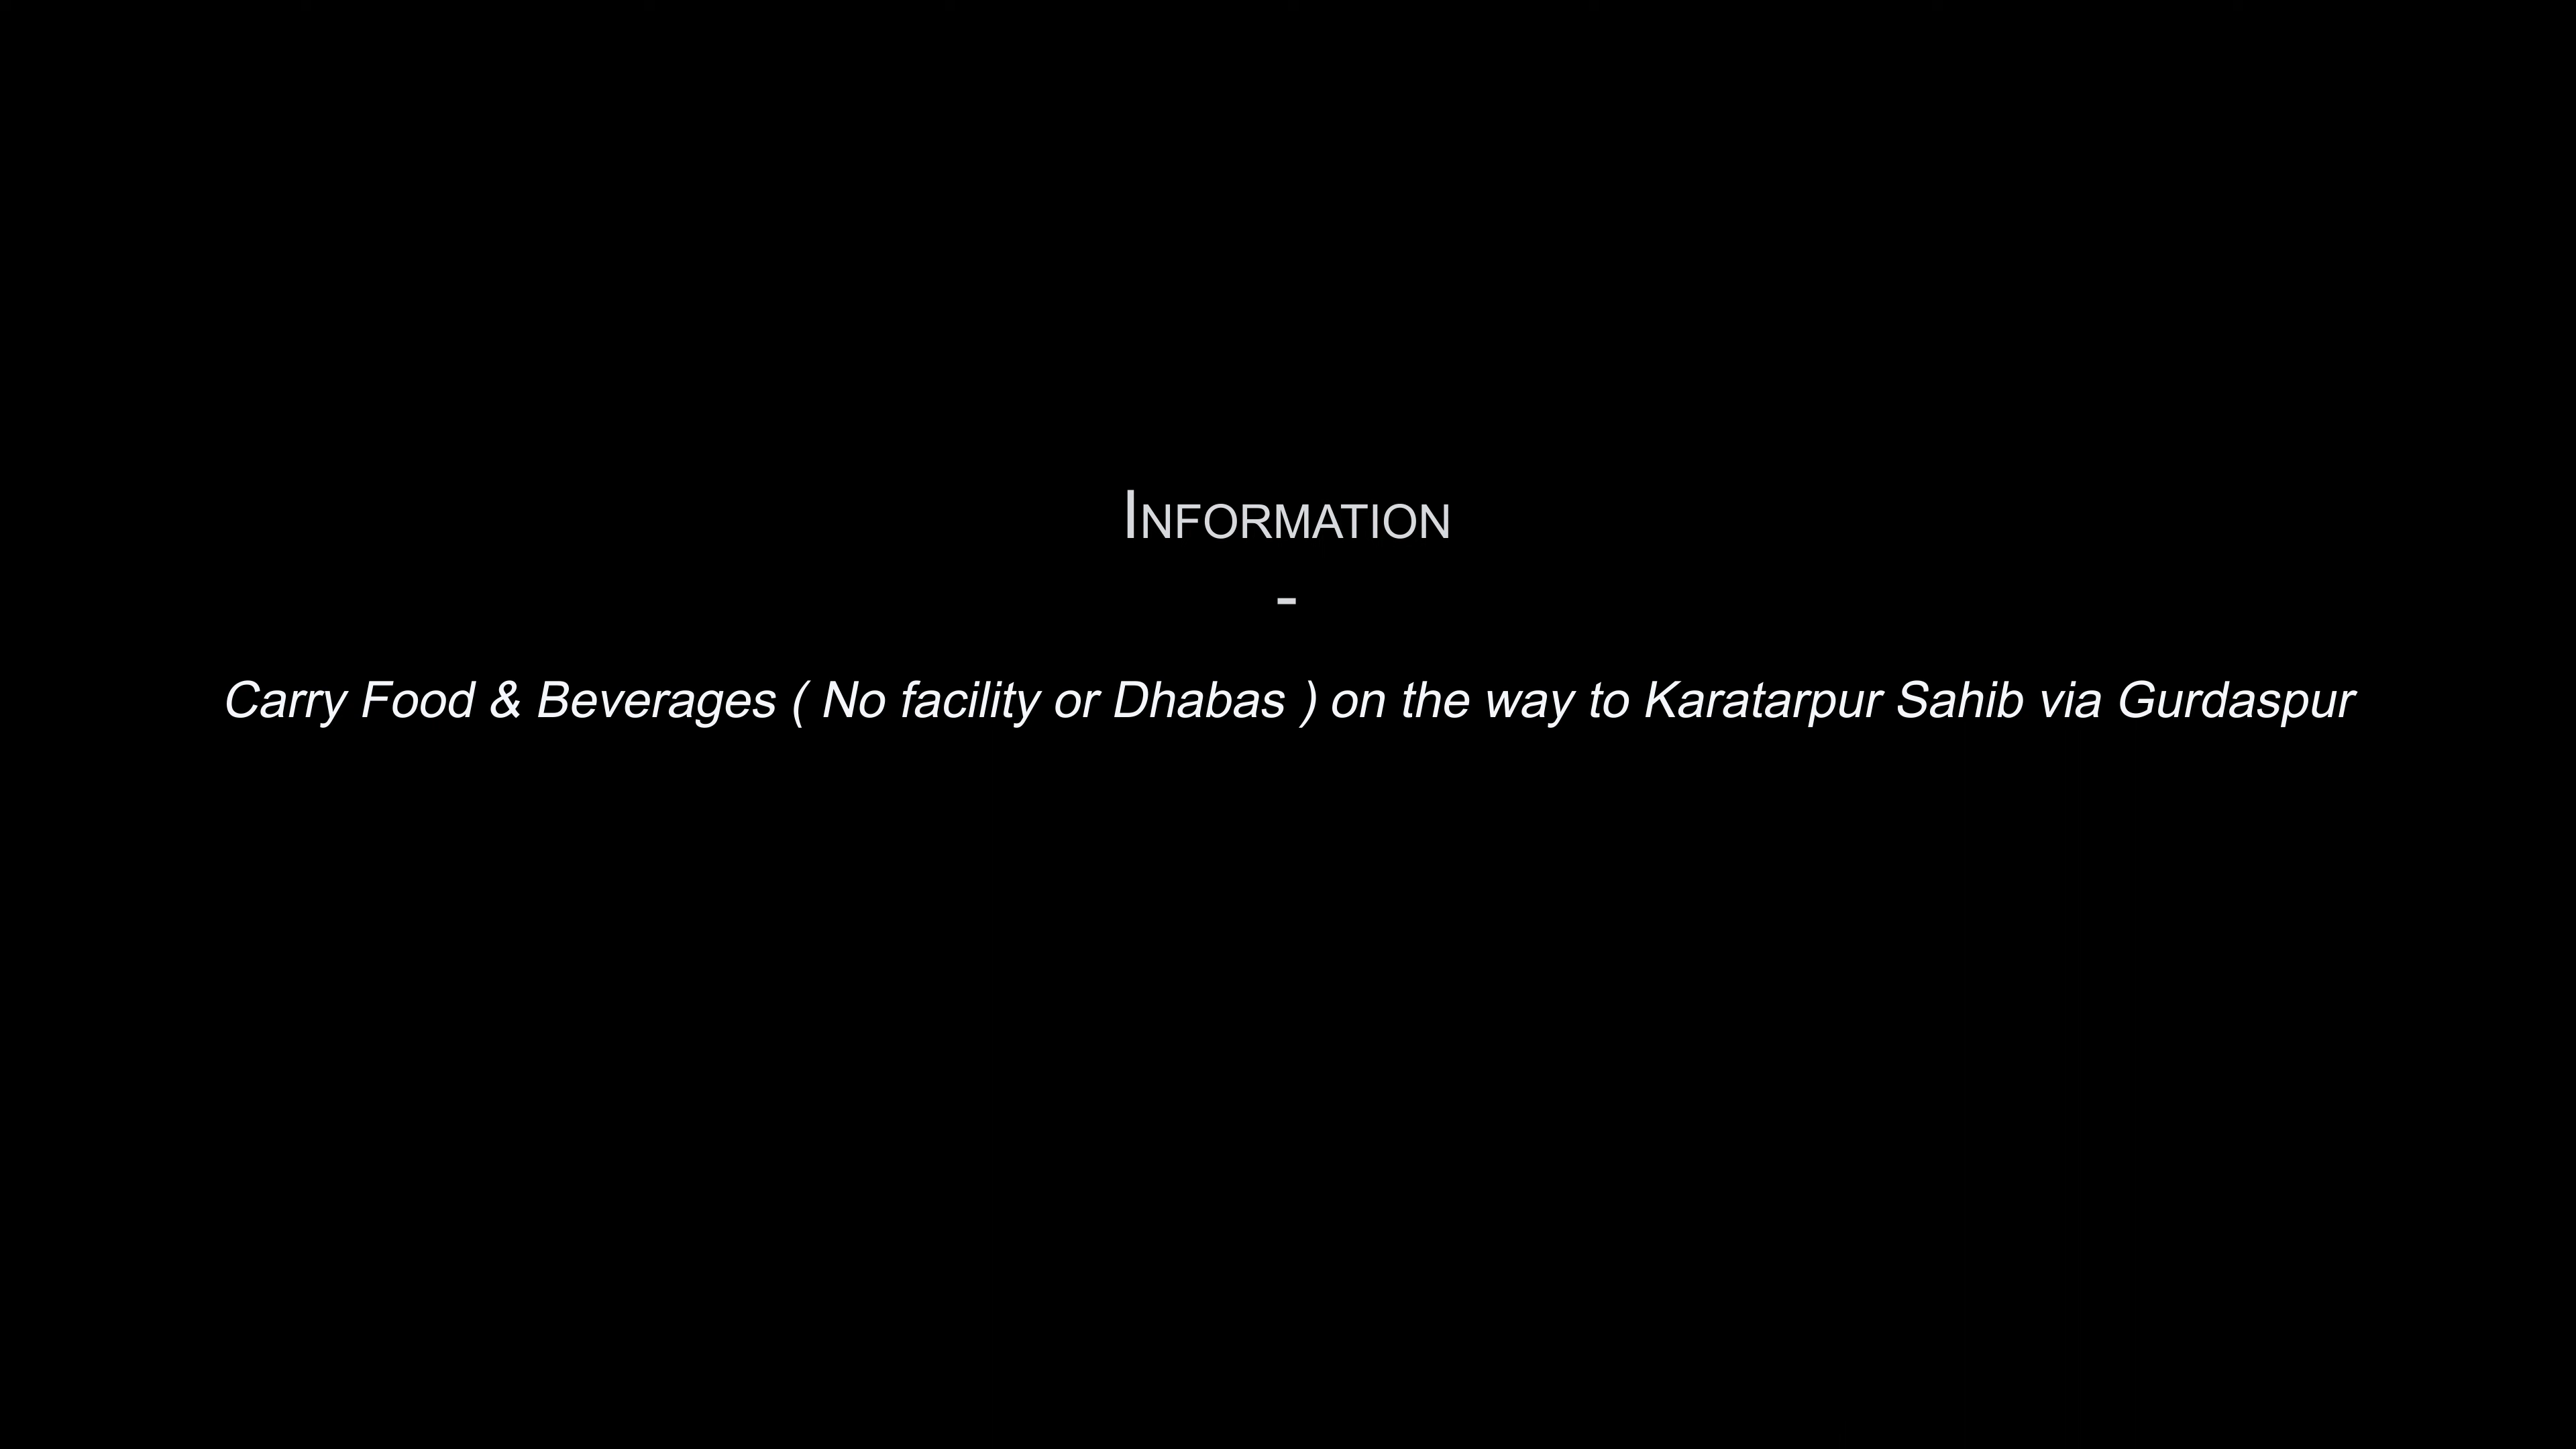 Information
-
Carry Food & Beverages ( No facility or Dhabas ) on the way to Karatarpur Sahib via Gurdaspur